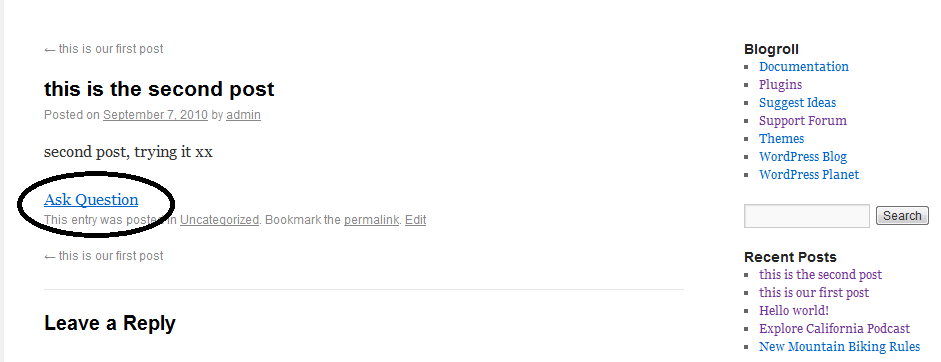 ← this is our first post
this is the second post
Posted on September 7, 2010 by admin
second post, trying it xx
Ask Question
This entry was posted in Uncategorized. Bookmark the permalink. Edit
← this is our first post
Leave a Reply
Blogroll
Documentation
Plugins
Suggest Ideas
Support Forum
Themes
WordPress Blog
WordPress Planet
Search
Recent Posts
this is the second post
this is our first post
Hello world!
Explore California Podcast
New Mountain Biking Rules